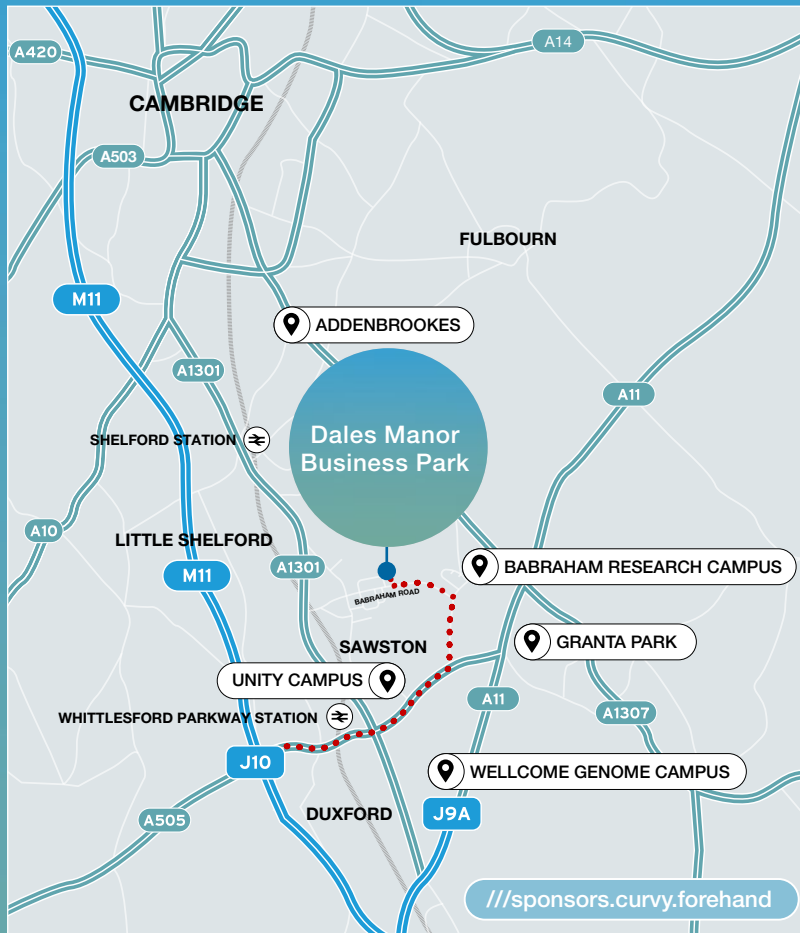 A420
A14
CAMBRIDGE
A503
FULBOURN
M11
ADDENBROOKES
A1301
A11
Dales Manor
Business Park
SHELFORD STATION
A10
LITTLE SHELFORD
M11
A1301
BABRAHAM RESEARCH CAMPUS
BABRAHAM ROAD
SAWSTON
GRANTA PARK
UNITY CAMPUS
A11
A1307
WHITTLESFORD PARKWAY STATION
J10
WELLCOME GENOME CAMPUS
DUXFORD
J9A
A505
///sponsors.curvy.forehand